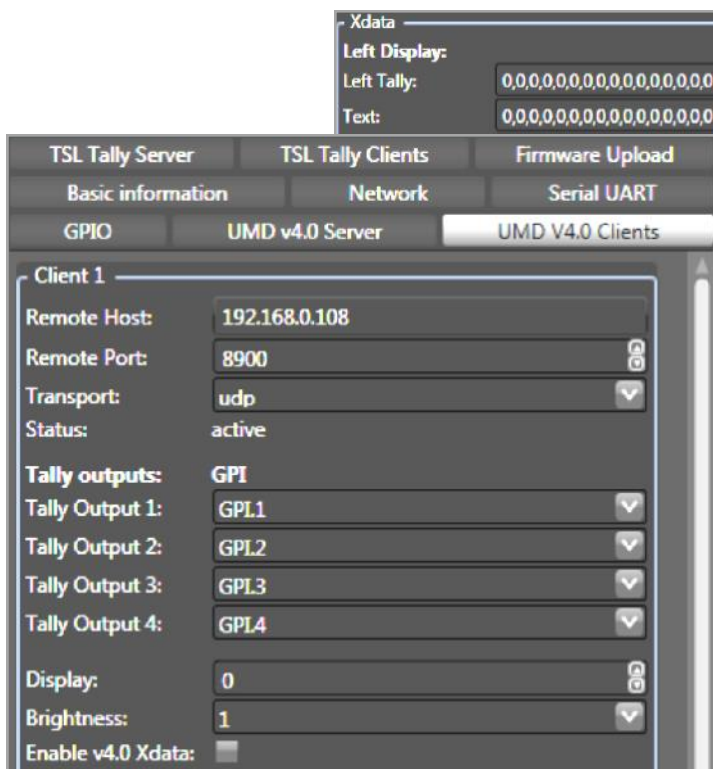 Xdata
Left Display:
Left Tally: 0,0,0,0,0,0,0,0,0,0,0,0,0,0,0,0
Text: 0,0,0,0,0,0,0,0,0,0,0,0,0,0,0,0
TSL Tally Server TSL Tally Clients Firmware Upload
Basic information Network Serial UART
GPIO UMD v4.0 Server UMD V4.0 Clients
Client 1
Remote Host: 192.168.0.108
Remote Port: 8900
Transport: udp
Status: active
Tally outputs: GPI
Tally Output 1: GPI.1
Tally Output 2: GPI.2
Tally Output 3: GPI.3
Tally Output 4: GPI.4
Display: 0
Brightness: 1
Enable v4.0 Xdata: